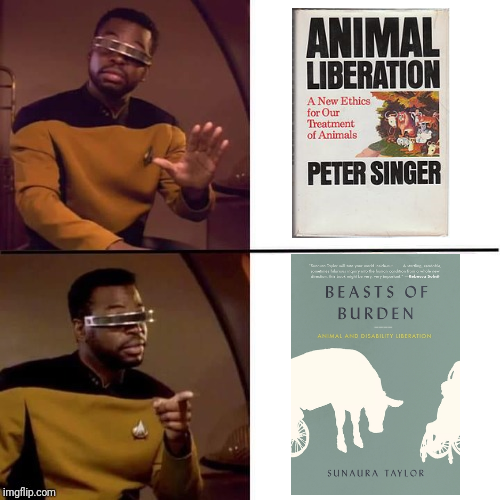 ANIMAL
LIBERATION
A New Ethics
for Our
Treatment
of Animals
PETER SINGER
BEASTS OF
BURDEN
ANIMAL AND DISABILITY LIBERATION
SUNAURA TAYLOR
imgflip.com